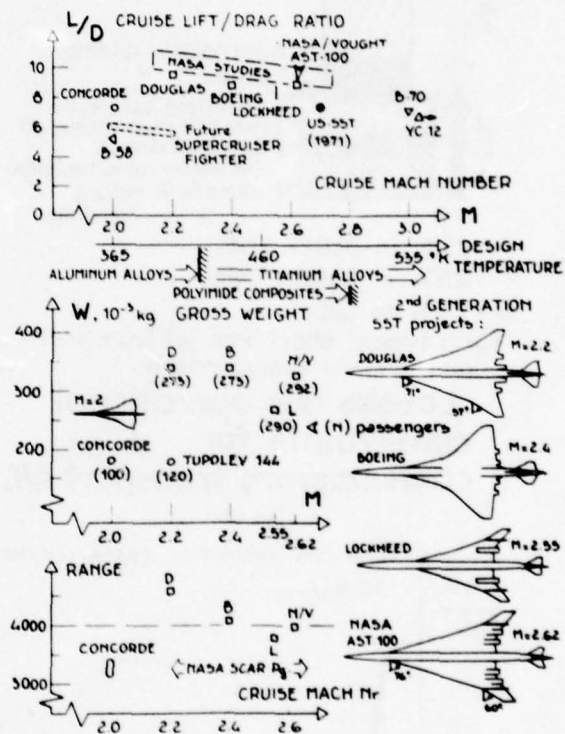 L/D CRUISE LIFT/DRAG RATIO
NASA/VOUGHT
AST-100
NASA STUDIES
10
8
6
4
2
0
CONCORDE
DOUGLAS
BOEING
LOCKHEED
US-SST
(1971)
B-70
YC 12
Future
SUPERCRUISER
FIGHTER
B-58
CRUISE MACH NUMBER
M
2.0 2.2 2.4 2.6 2.8 3.0
365 460 535 °K
DESIGN
TEMPERATURE
ALUMINUM ALLOYS
TITANIUM ALLOYS
POLYIMIDE COMPOSITES
W, 10⁻³ kg GROSS WEIGHT
400
300
200
100
D B N/V
(273) (292)
M=2
L
(290) (N) passengers
CONCORDE
(100)
TUPOLEV 144
(120)
M
2.0 2.2 2.4 2.55
2.62
2nd GENERATION
SST projects:
DOUGLAS
M=2.2
71°
57°
BOEING
M=2.4
LOCKHEED
M=2.55
NASA
AST 100
M=2.62
76°
60°
RANGE
D
B
N/V
L
4000
3000
CONCORDE
NASA SCAR
CRUISE MACH Nr
2.0 2.2 2.4 2.6